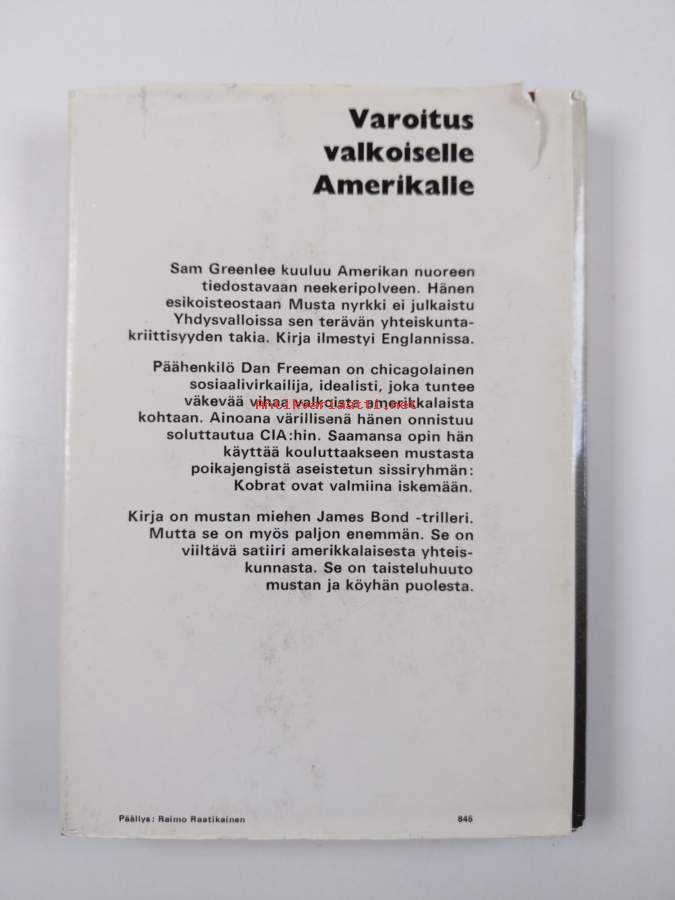 Varoitus
valkoiselle
Amerikalle
Sam Greenlee kuuluu Amerikan nuoreen
tiedostavaan neekeripolveen. Hänen
esikoisteostaan Musta nyrkki ei julkaistu
Yhdysvalloissa sen terävän yhteiskunta-
kriittisyyden takia. Kirja ilmestyi Englannissa.
Päähenkilö Dan Freeman on chicagolainen
sosiaalivirkailija, idealisti, joka tuntee
väkevää vihaa valkoista amerikkalaista
Antikvariaatti.net
kohtaan. Ainoana värillisenä hänen onnistuu
soluttautua CIA:hin. Saamansa opin hän
käyttää kouluttaakseen mustasta
poikajengistä aseistetun sissiryhmän:
Kobrat ovat valmiina iskemään.
Kirja on mustan miehen James Bond -trilleri.
Mutta se on myös paljon enemmän. Se on
viiltävä satiiri amerikkalaisesta yhteis-
kunnasta. Se on taisteluhuuto
mustan ja köyhän puolesta.
Päällys: Raimo Raatikainen
845